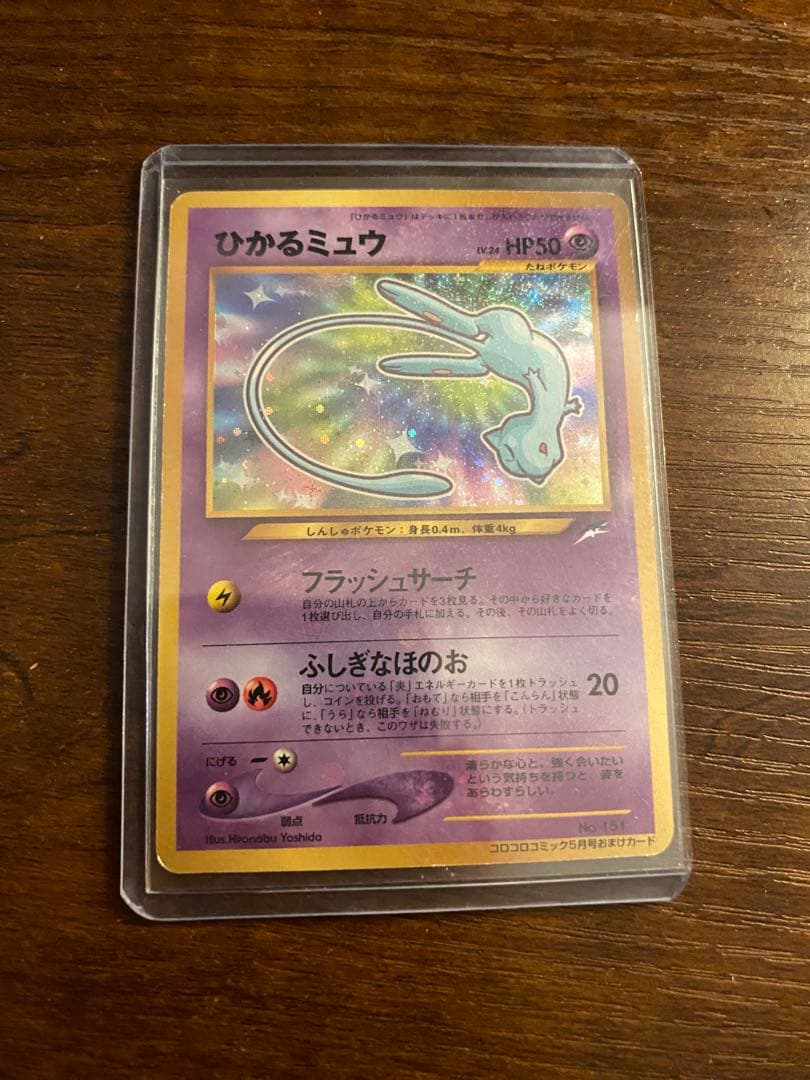 ひかるミュウ
LV.24 HP50
たねポケモン
しんしゅポケモン：身長0.4m、体重4kg
フラッシュサーチ
自分の山札の上からカードを3枚見る。その中から好きなカードを
1枚選び出し、自分の手札に加える。その後、その山札をよく切る。
ふしぎなほのお
20
自分についている「炎」エネルギーカードを1枚トラッシュ
し、コインを投げる。「おもて」なら相手を「こんらん」状態
に、「うら」なら相手を「ねむり」状態にする。（トラッシュ
できないとき、このワザは失敗する。）
にげる
弱点
抵抗力
清らかな心と、強く会いたい
という気持ちを持つと、姿を
あらわすらしい。
Illus.Hironobu Yoshida
No.151
コロコロコミック5月号おまけカード